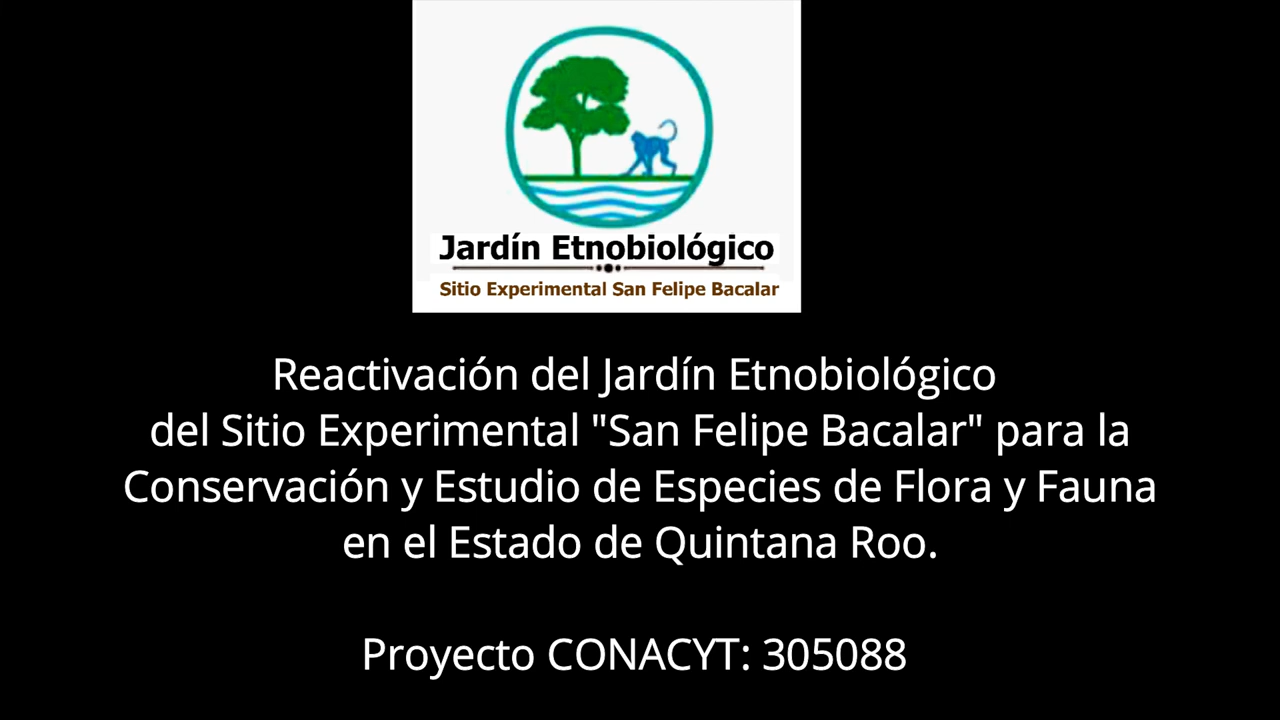 Jardín Etnobiológico
Sitio Experimental San Felipe Bacalar
Reactivación del Jardín Etnobiológico
del Sitio Experimental "San Felipe Bacalar" para la
Conservación y Estudio de Especies de Flora y Fauna
en el Estado de Quintana Roo.
Proyecto CONACYT: 305088